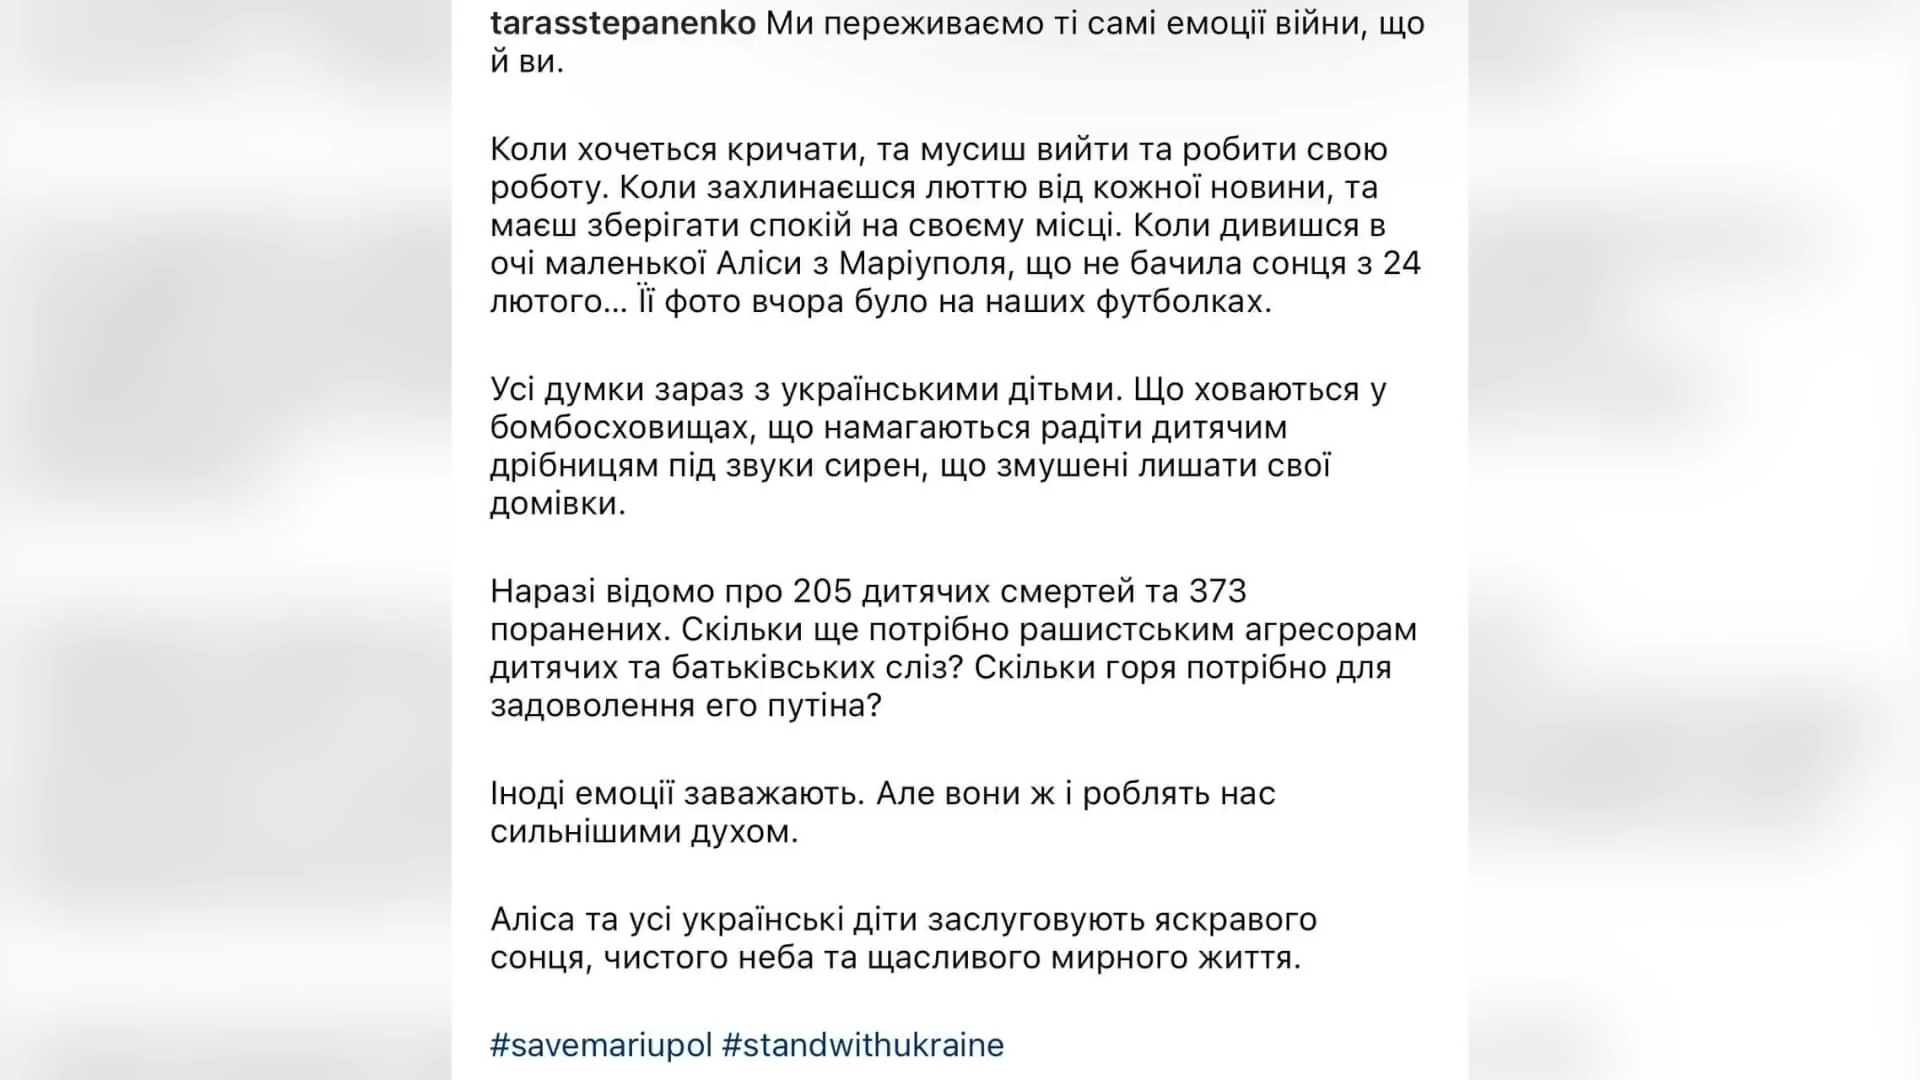 tarasstepanenko Ми переживаємо ті самі емоції війни, що
й ви.
Коли хочеться кричати, та мусиш вийти та робити свою
роботу. Коли захлинаєшся люттю від кожної новини, та
маєш зберігати спокій на своєму місці. Коли дивишся в
очі маленької Аліси з Маріуполя, що не бачила сонця з 24
лютого... Її фото вчора було на наших футболках.
Усі думки зараз з українськими дітьми. Що ховаються у
бомбосховищах, що намагаються радіти дитячим
дрібницям під звуки сирен, що змушені лишати свої
домівки.
Наразі відомо про 205 дитячих смертей та 373
поранених. Скільки ще потрібно рашистським агресорам
дитячих та батьківських сліз? Скільки горя потрібно для
задоволення его путіна?
Іноді емоції заважають. Але вони ж і роблять нас
сильнішими духом.
Аліса та усі українські діти заслуговують яскравого
сонця, чистого неба та щасливого мирного життя.
#savemariupol #standwithukraine